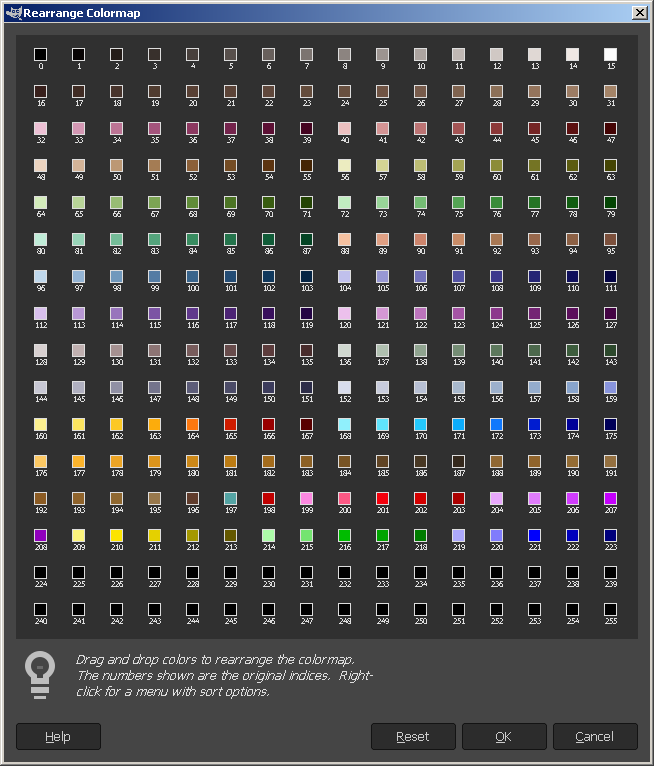 Rearrange Colormap
0 1 2 3 4 5 6 7 8 9 10 11 12 13 14 15
16 17 18 19 20 21 22 23 24 25 26 27 28 29 30 31
32 33 34 35 36 37 38 39 40 41 42 43 44 45 46 47
48 49 50 51 52 53 54 55 56 57 58 59 60 61 62 63
64 65 66 67 68 69 70 71 72 73 74 75 76 77 78 79
80 81 82 83 84 85 86 87 88 89 90 91 92 93 94 95
96 97 98 99 100 101 102 103 104 105 106 107 108 109 110 111
112 113 114 115 116 117 118 119 120 121 122 123 124 125 126 127
128 129 130 131 132 133 134 135 136 137 138 139 140 141 142 143
144 145 146 147 148 149 150 151 152 153 154 155 156 157 158 159
160 161 162 163 164 165 166 167 168 169 170 171 172 173 174 175
176 177 178 179 180 181 182 183 184 185 186 187 188 189 190 191
192 193 194 195 196 197 198 199 200 201 202 203 204 205 206 207
208 209 210 211 212 213 214 215 216 217 218 219 220 221 222 223
224 225 226 227 228 229 230 231 232 233 234 235 236 237 238 239
240 241 242 243 244 245 246 247 248 249 250 251 252 253 254 255
Drag and drop colors to rearrange the colormap.
The numbers shown are the original indices.  Right-
click for a menu with sort options.
Help Reset OK Cancel